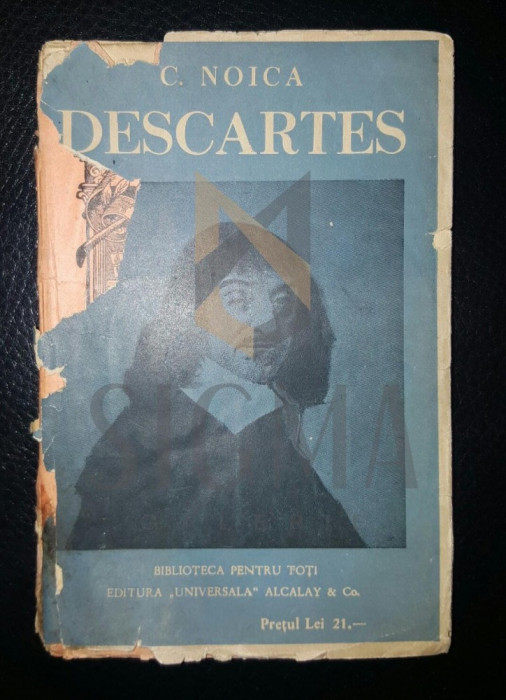 C. NOICA
DESCARTES
SIGMA
BIBLIOTECA PENTRU TOȚI
EDITURA „UNIVERSALA” ALCALAY & Co.
Prețul Lei 21.—